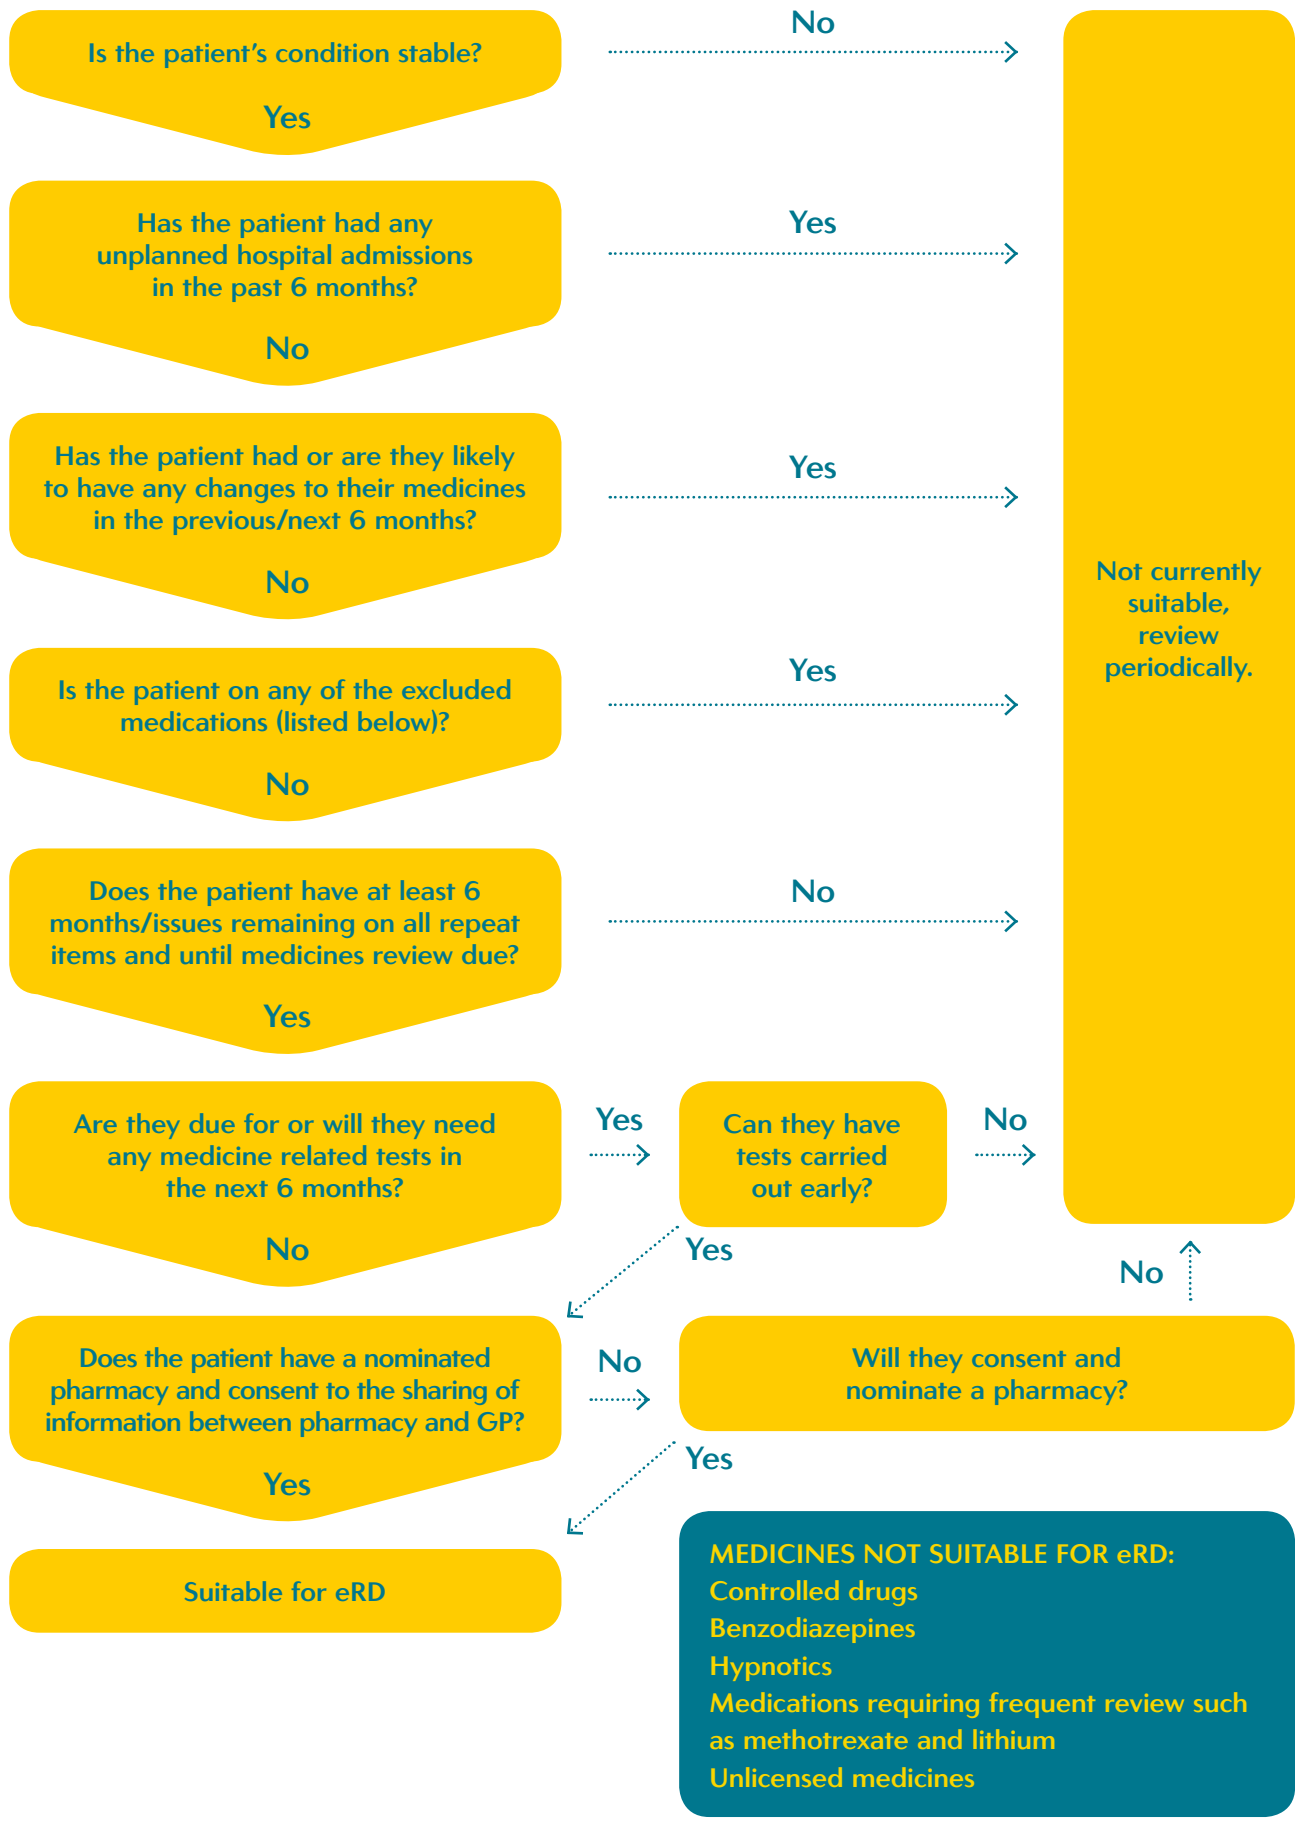 Is the patient’s condition stable?
No
Yes
Has the patient had any
unplanned hospital admissions
in the past 6 months?
Yes
No
Has the patient had or are they likely
to have any changes to their medicines
in the previous/next 6 months?
Yes
No
Is the patient on any of the excluded
medications (listed below)?
Yes
No
Does the patient have at least 6
months/issues remaining on all repeat
items and until medicines review due?
No
Yes
Not currently
suitable,
review
periodically.
Are they due for or will they need
any medicine related tests in
the next 6 months?
Yes
No
Can they have
tests carried
out early?
No
Yes
Does the patient have a nominated
pharmacy and consent to the sharing of
information between pharmacy and GP?
No
Yes
Will they consent and
nominate a pharmacy?
No
Yes
Suitable for eRD
MEDICINES NOT SUITABLE FOR eRD:
Controlled drugs
Benzodiazepines
Hypnotics
Medications requiring frequent review such
as methotrexate and lithium
Unlicensed medicines